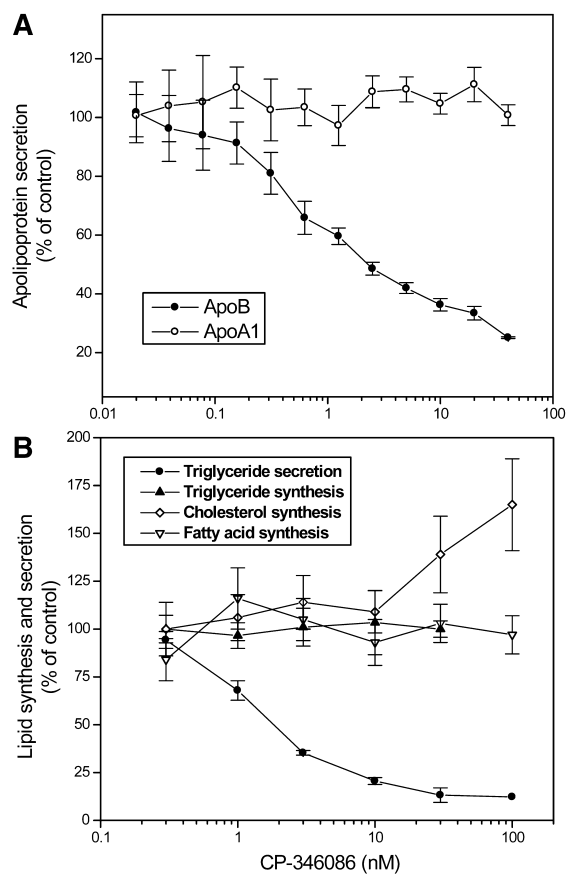 A
Apolipoprotein secretion
(% of control)
120
100
80
60
40
20
ApoB
ApoA1
0.01
0.1
1
10
100
B
Lipid synthesis and secretion
(% of control)
200
175
150
125
100
75
50
25
0
Triglyceride secretion
Triglyceride synthesis
Cholesterol synthesis
Fatty acid synthesis
0.1
1
10
100
CP-346086 (nM)